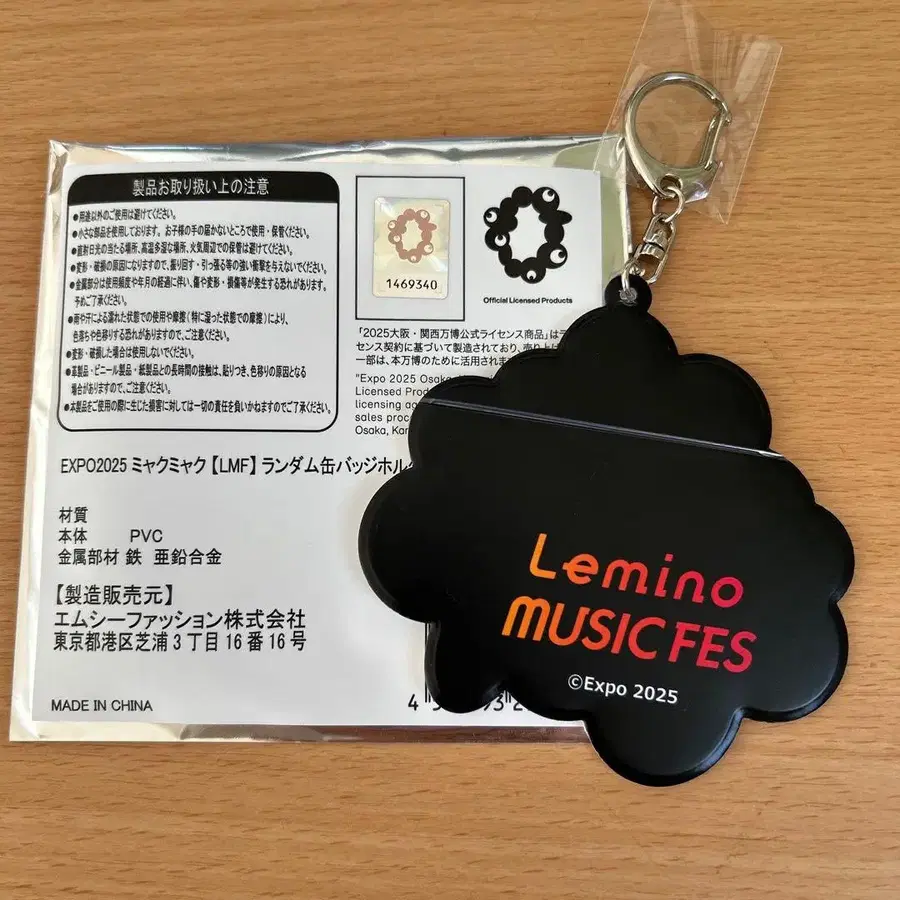 製品お取り扱い上の注意
●用途以外のご使用は避けてください。
●小さな部品を使用しております。お子様の手の届かないところで使用・保管ください。
●直射日光の当たる場所、高温多湿な場所、火気周辺での保管は避けてください。
●変形・破損の原因になりますので、振り回す・引っ張る等の強い衝撃を与えないでください。
●金属部分は使用頻度や年月の経過に伴い、傷や変形・損傷等が発生する恐れがあります。
予めご了承ください。
●雨や汗による濡れた状態での使用や摩擦(特に湿った状態での摩擦)により、
色落ちや色移りする恐れがありますので、ご注意ください。
●変形・破損した場合は使用しないでください。
●革製品・ビニール製品・紙製品との長時間の接触は、貼りつき、色移りの原因となる
場合がありますので、ご注意ください。
●本製品をご使用の際に生じた損害に対しては一切の責任を負いかねますのでご了承ください。
1469340
Official Licensed Products
「2025大阪・関西万博公式ライセンス商品」は
センス契約に基づいて製造されており、売り上
一部は、本万博のために活用されま
"Expo 2025 Osaka
Licensed Prod
licensing ag
sales proc
Osaka, Kan
EXPO2025 ミャクミャク【LMF】ランダム缶バッジホル
材質
本体 PVC
金属部材 鉄 亜鉛合金
【製造販売元】
エムシーファッション株式会社
東京都港区芝浦3丁目16番16号
MADE IN CHINA
Lemino
MUSIC FES
©Expo 2025